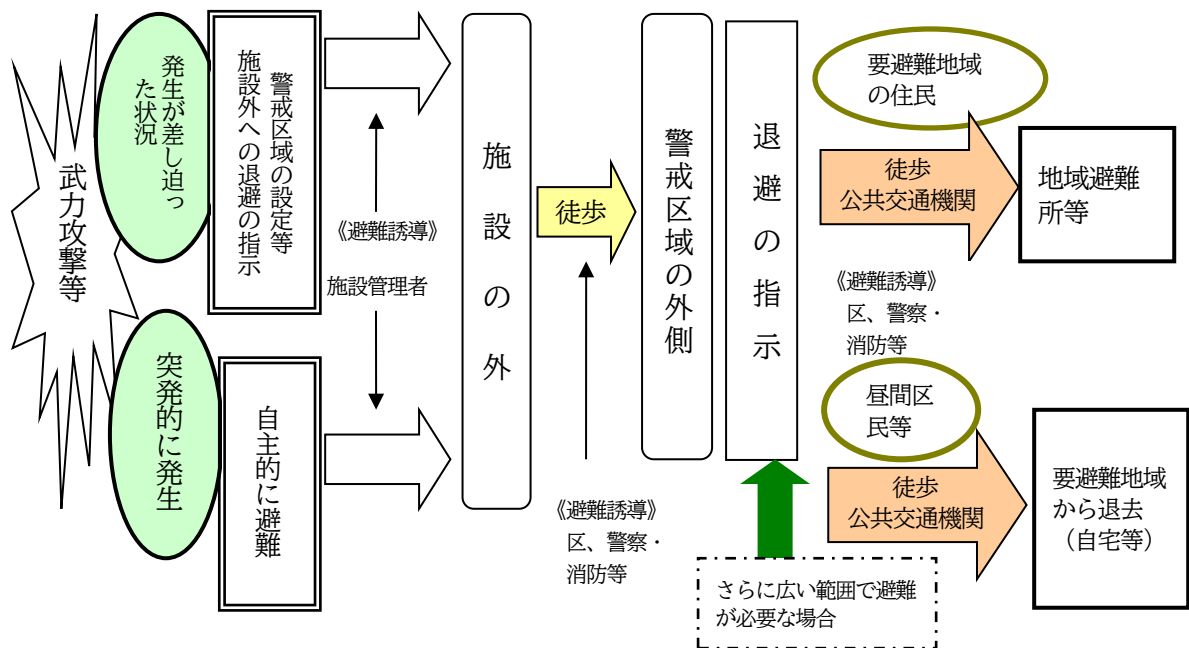 武力攻撃等
発生が差し迫っ
た状況
警戒区域の設定等
施設外への退避の指示
突発的に発生
自主的に避難
《避難誘導》
施設管理者
施設の外
徒歩
《避難誘導》
区、警察・
消防等
警戒区域の外側
退避の指示
さらに広い範囲で避難
が必要な場合
要避難地域
の住民
徒歩
公共交通機関
地域避難
所等
《避難誘導》
区、警察・
消防等
昼間区
民等
徒歩
公共交通機関
要避難地域
から退去
（自宅等）